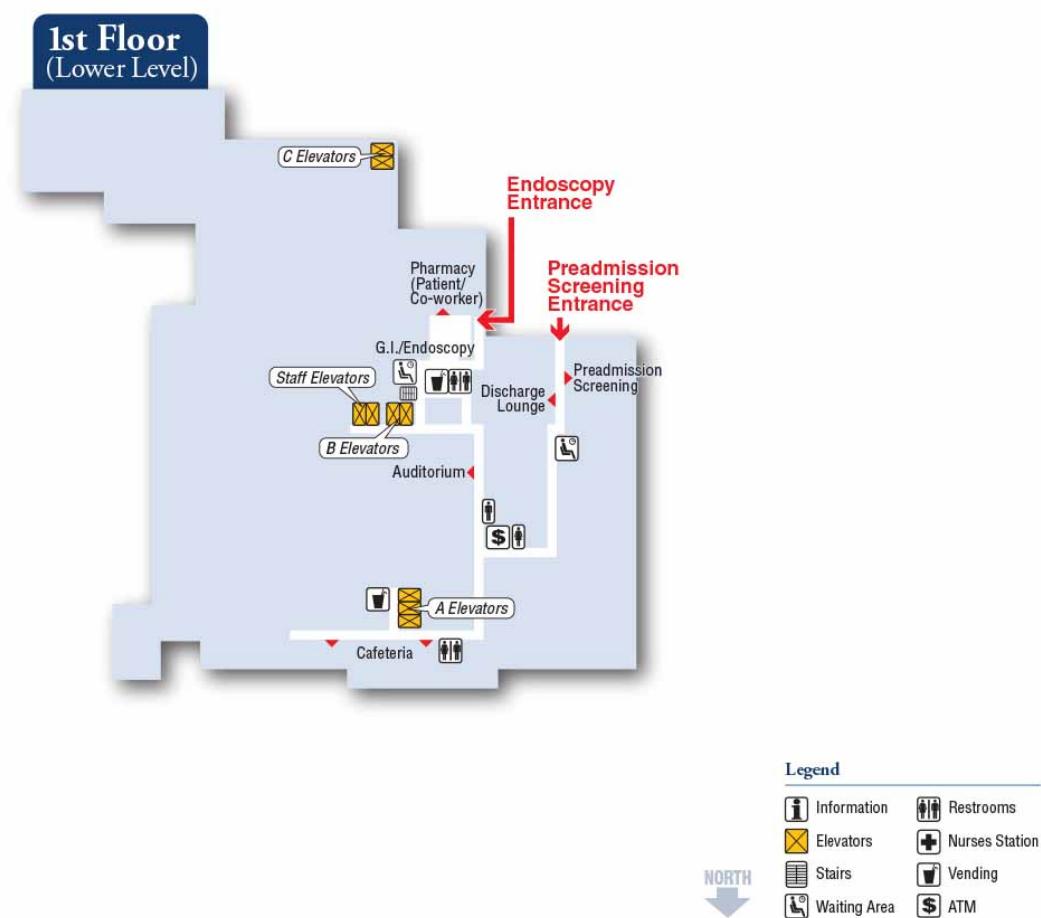 1st Floor
(Lower Level)
C Elevators
Endoscopy
Entrance
Pharmacy
(Patient/
Co-worker)
Preadmission
Screening
Entrance
G.I./Endoscopy
Staff Elevators
Preadmission
Screening
Discharge
Lounge
B Elevators
Auditorium
$
A Elevators
Cafeteria
Legend
i Information
Restrooms
Elevators
Nurses Station
Stairs
Vending
Waiting Area
$ ATM
NORTH